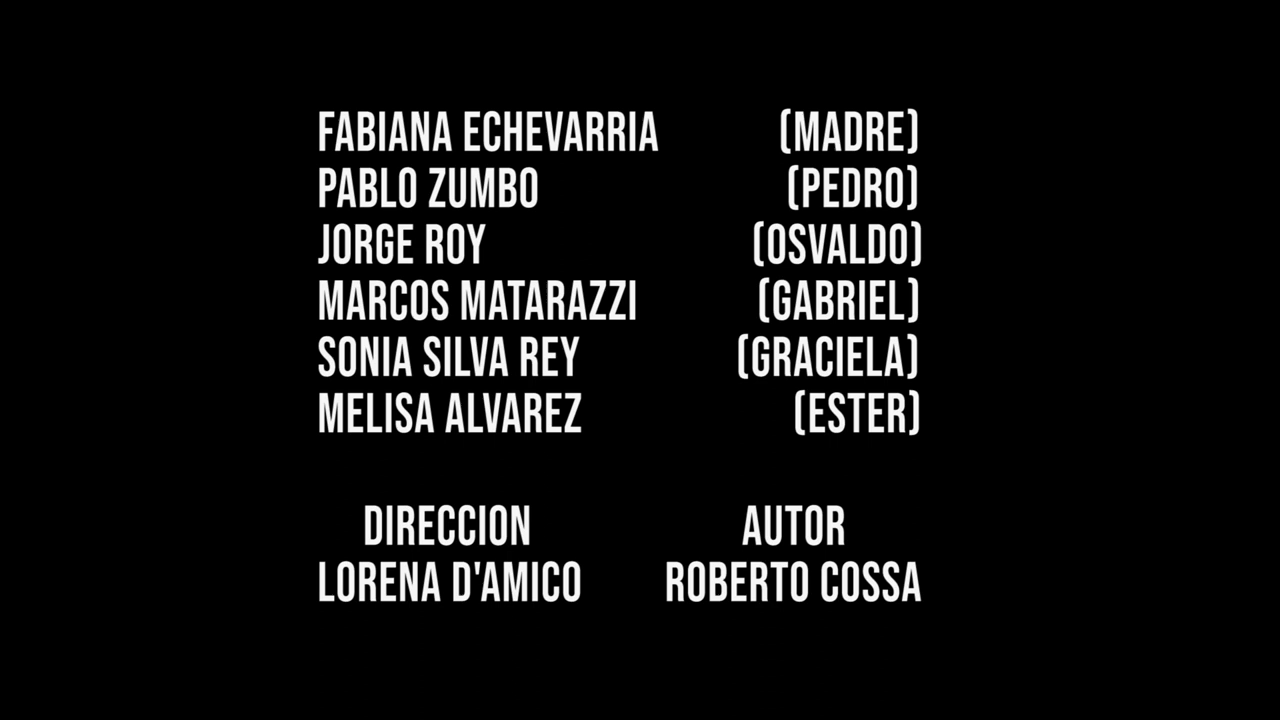 FABIANA ECHEVARRIA (MADRE)
PABLO ZUMBO (PEDRO)
JORGE ROY (OSVALDO)
MARCOS MATARAZZI (GABRIEL)
SONIA SILVA REY (GRACIELA)
MELISA ALVAREZ (ESTER)
DIRECCION AUTOR
LORENA D'AMICO ROBERTO COSSA